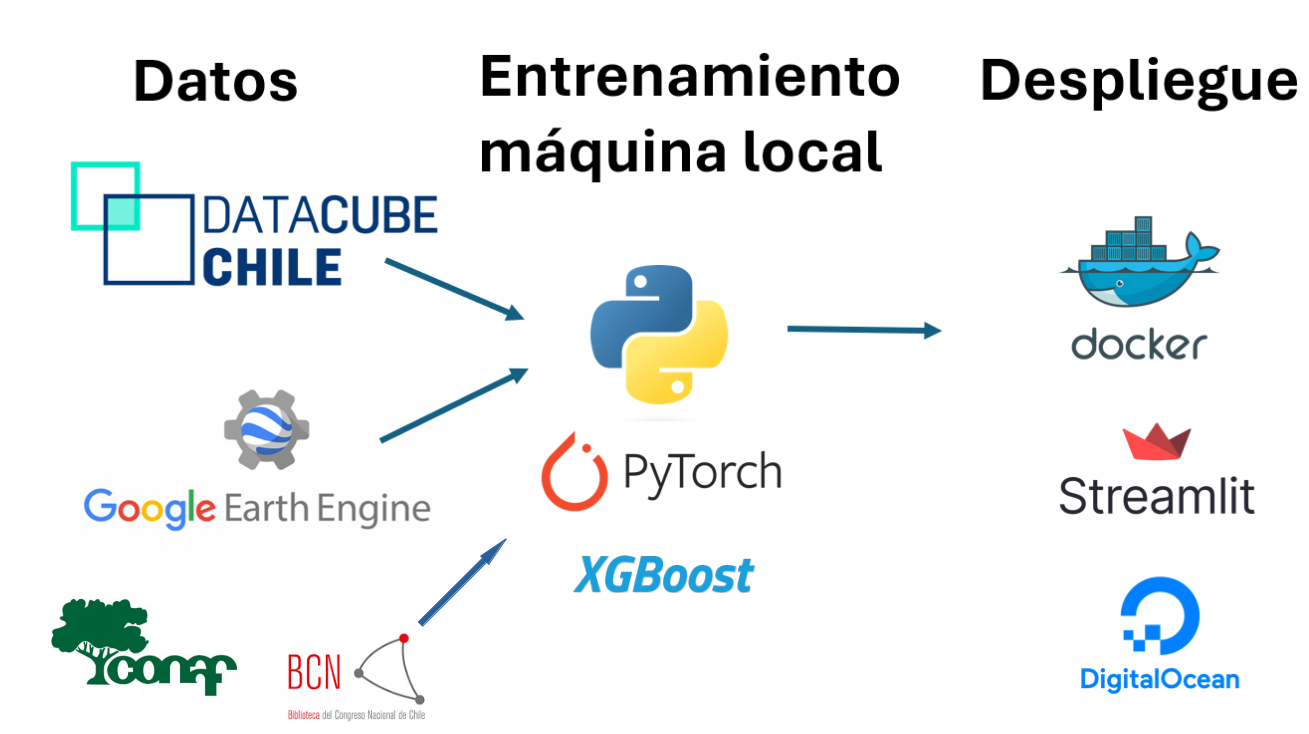 Datos
Entrenamiento
máquina local
Despliegue
DATACUBE
CHILE
Google Earth Engine
conaf
BCN
Biblioteca del Congreso Nacional de Chile
PyTorch
XGBoost
docker
Streamlit
DigitalOcean